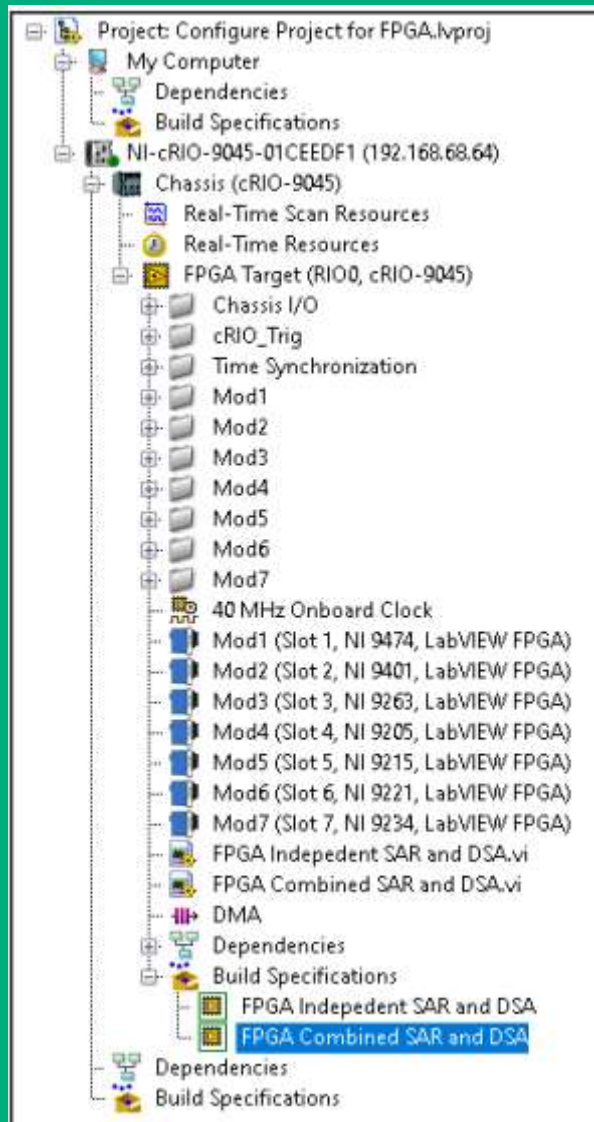 Project: Configure Project for FPGA.lvproj
My Computer
Dependencies
Build Specifications
NI-cRIO-9045-01CEEDF1 (192.168.68.64)
Chassis (cRIO-9045)
Real-Time Scan Resources
Real-Time Resources
FPGA Target (RIO0, cRIO-9045)
Chassis I/O
cRIO_Trig
Time Synchronization
Mod1
Mod2
Mod3
Mod4
Mod5
Mod6
Mod7
40 MHz Onboard Clock
Mod1 (Slot 1, NI 9474, LabVIEW FPGA)
Mod2 (Slot 2, NI 9401, LabVIEW FPGA)
Mod3 (Slot 3, NI 9263, LabVIEW FPGA)
Mod4 (Slot 4, NI 9205, LabVIEW FPGA)
Mod5 (Slot 5, NI 9215, LabVIEW FPGA)
Mod6 (Slot 6, NI 9221, LabVIEW FPGA)
Mod7 (Slot 7, NI 9234, LabVIEW FPGA)
FPGA Indepedent SAR and DSA.vi
FPGA Combined SAR and DSA.vi
DMA
Dependencies
Build Specifications
FPGA Indepedent SAR and DSA
FPGA Combined SAR and DSA
Dependencies
Build Specifications